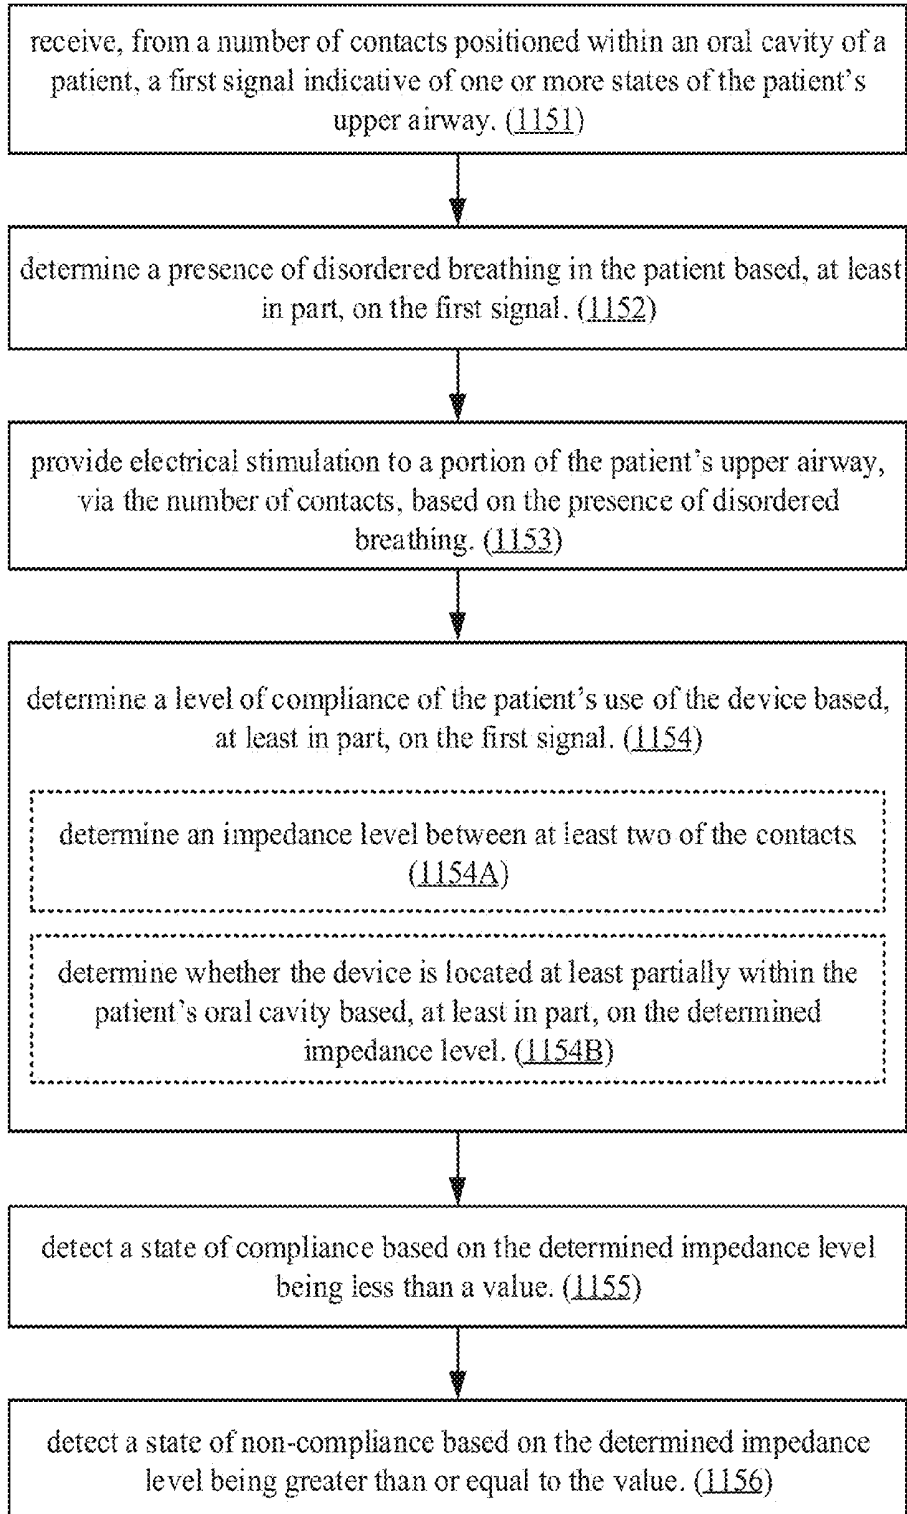 receive, from a number of contacts positioned within an oral cavity of a
patient, a first signal indicative of one or more states of the patient's
upper airway. (1151)
determine a presence of disordered breathing in the patient based, at least
in part, on the first signal. (1152)
provide electrical stimulation to a portion of the patient's upper airway,
via the number of contacts, based on the presence of disordered
breathing. (1153)
determine a level of compliance of the patient's use of the device based,
at least in part, on the first signal. (1154)
determine an impedance level between at least two of the contacts.
(1154A)
determine whether the device is located at least partially within the
patient's oral cavity based, at least in part, on the determined
impedance level. (1154B)
detect a state of compliance based on the determined impedance level
being less than a value. (1155)
detect a state of non-compliance based on the determined impedance
level being greater than or equal to the value. (1156)